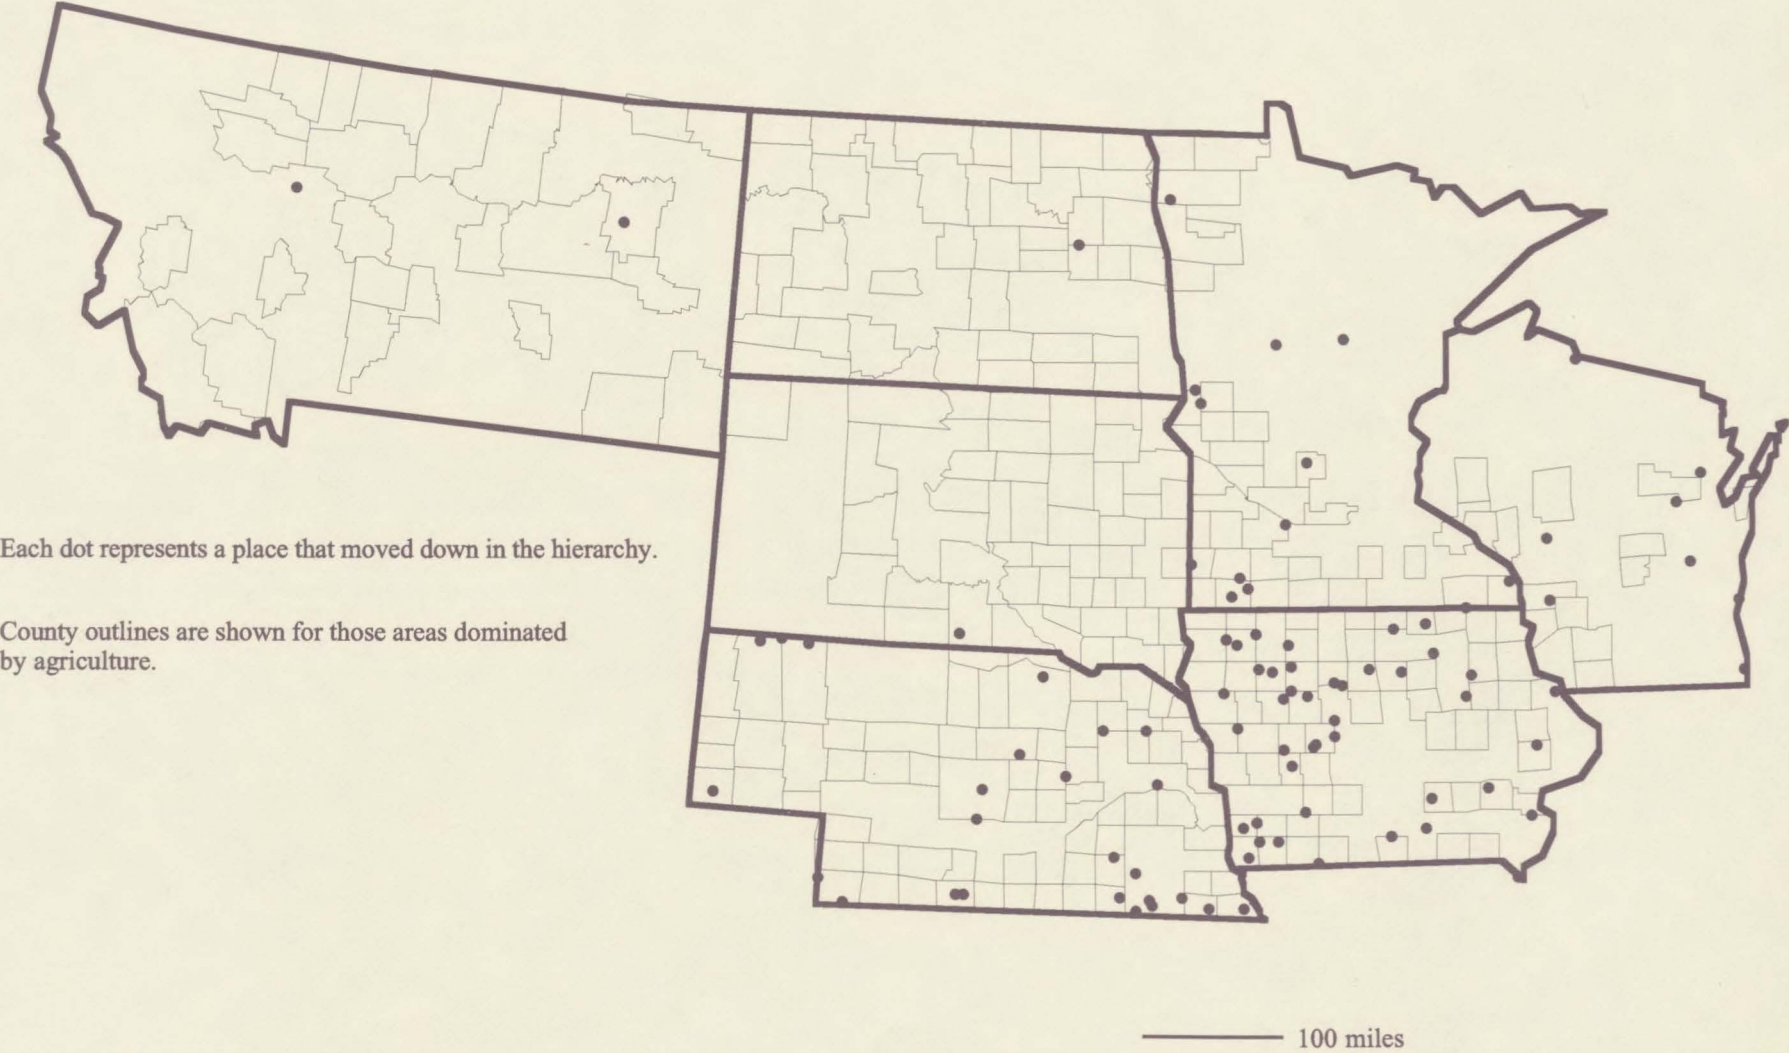 Each dot represents a place that moved down in the hierarchy.
County outlines are shown for those areas dominated
by agriculture.
100 miles